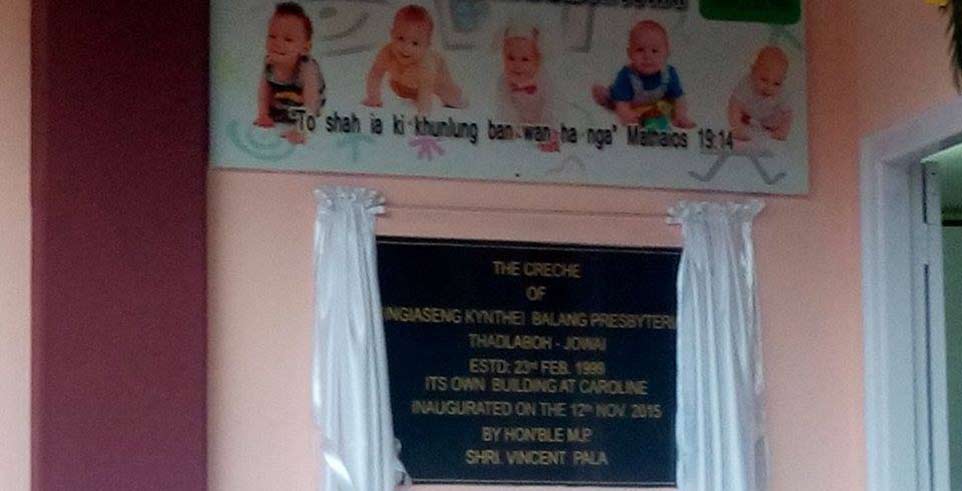 "To shah ia ki khunlung ban wan ha nga" Mathaios 19:14
THE CRECHE
OF
KYNTHEI BALANG PRESBYTERI
THADLABOH - JOWAI
ESTD: 23rd FEB. 1999
ITS OWN BUILDING AT CAROLINE
INAUGURATED ON THE 12th NOV. 2015
BY HON'BLE M.P
SHRI. VINCENT PALA